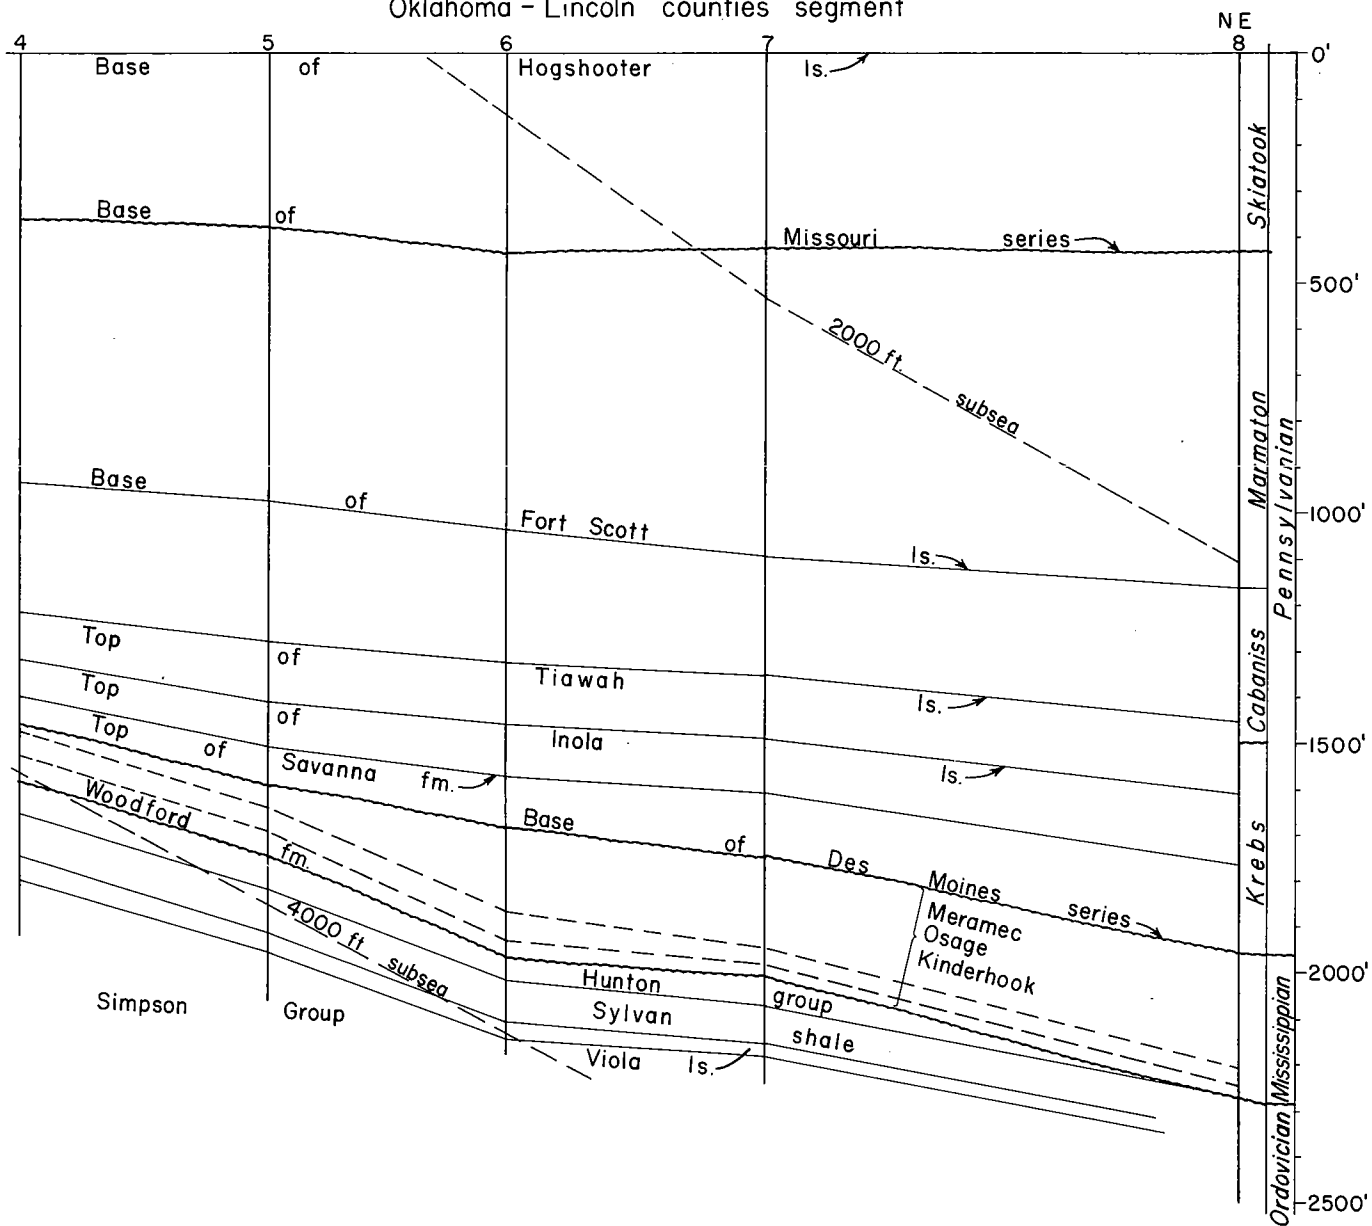 Oklahoma – Lincoln counties segment
NE
4 5 6 7 8 0'
Base of Hogshooter ls.
Skiatook
Base of Missouri series
500'
2000 ft. subsea
Marmaton
Pennsylvanian
Base of Fort Scott ls.
1000'
Top of Tiawah ls.
Cabaniss
Top of Inola ls.
1500'
Top of Savanna fm.
Krebs
Woodford fm.
Base of Des Moines series
Meramec
Osage
Kinderhook
4000 ft subsea
2000'
Hunton group
Mississippian
Simpson Group
Sylvan shale
Viola ls.
Ordovician
2500'